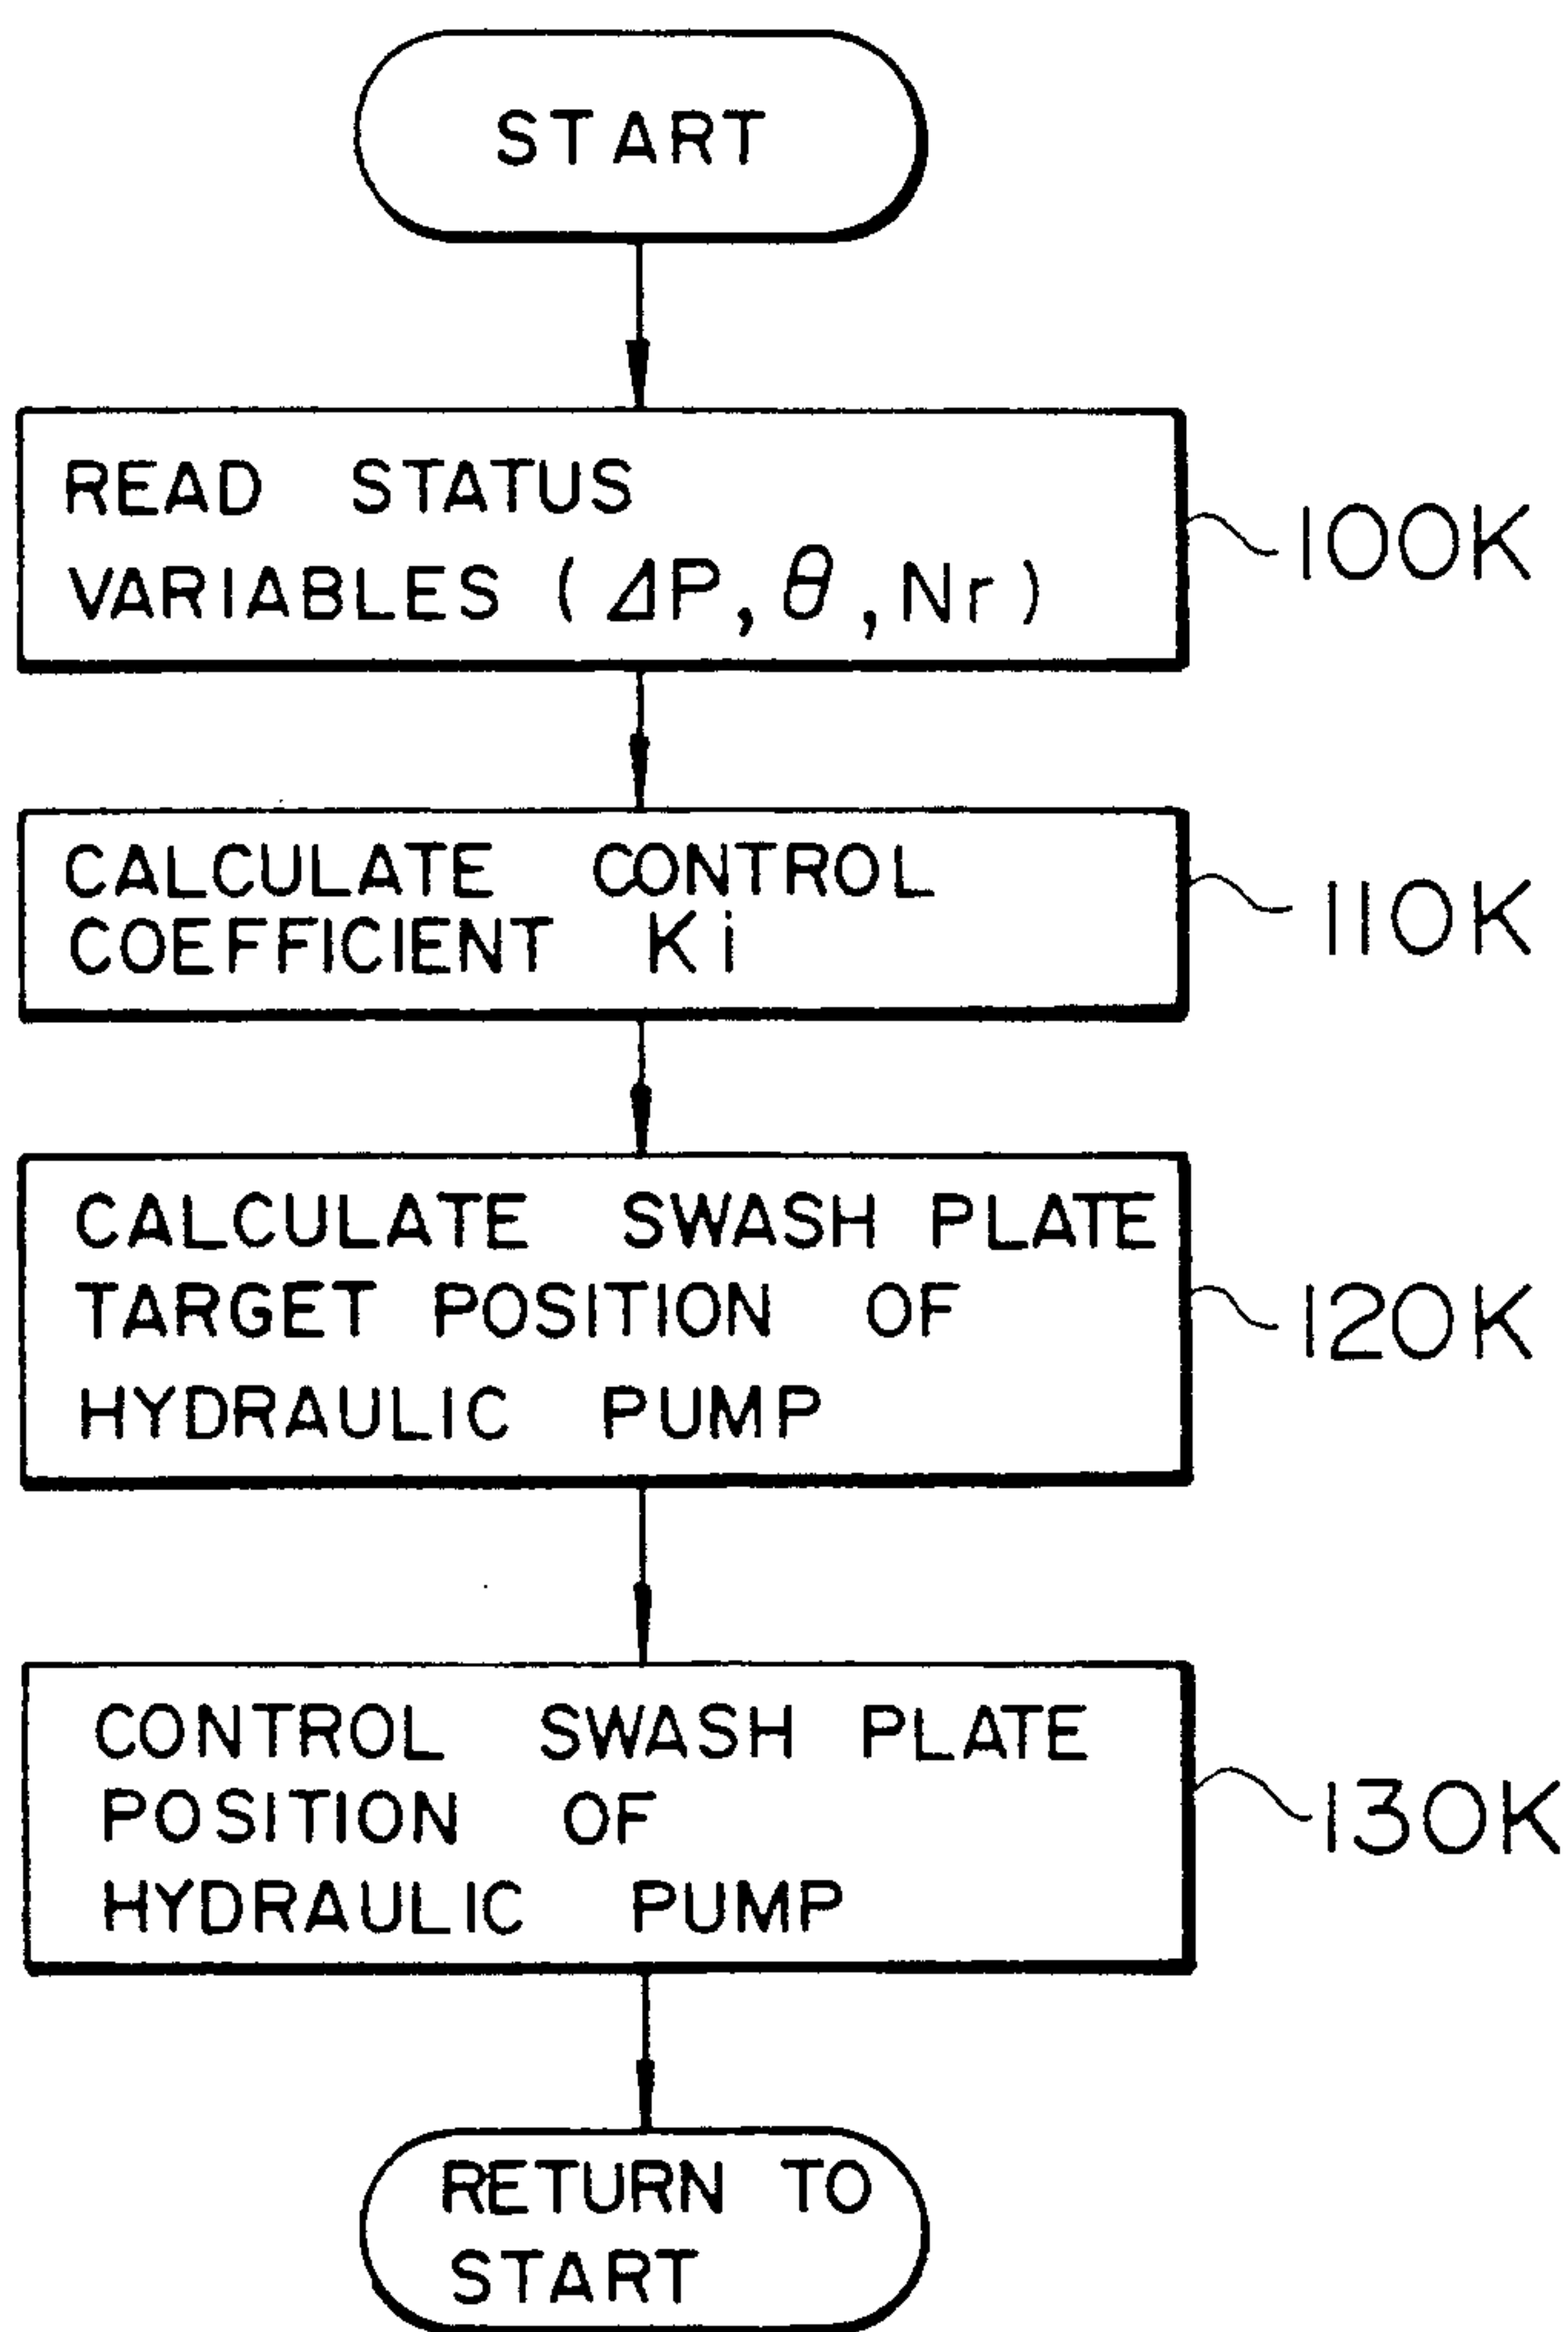 START
READ STATUS
VARIABLES (ΔP, θ, Nr)
100K
CALCULATE CONTROL
COEFFICIENT Ki
110K
CALCULATE SWASH PLATE
TARGET POSITION OF
HYDRAULIC PUMP
120K
CONTROL SWASH PLATE
POSITION OF
HYDRAULIC PUMP
130K
RETURN TO
START